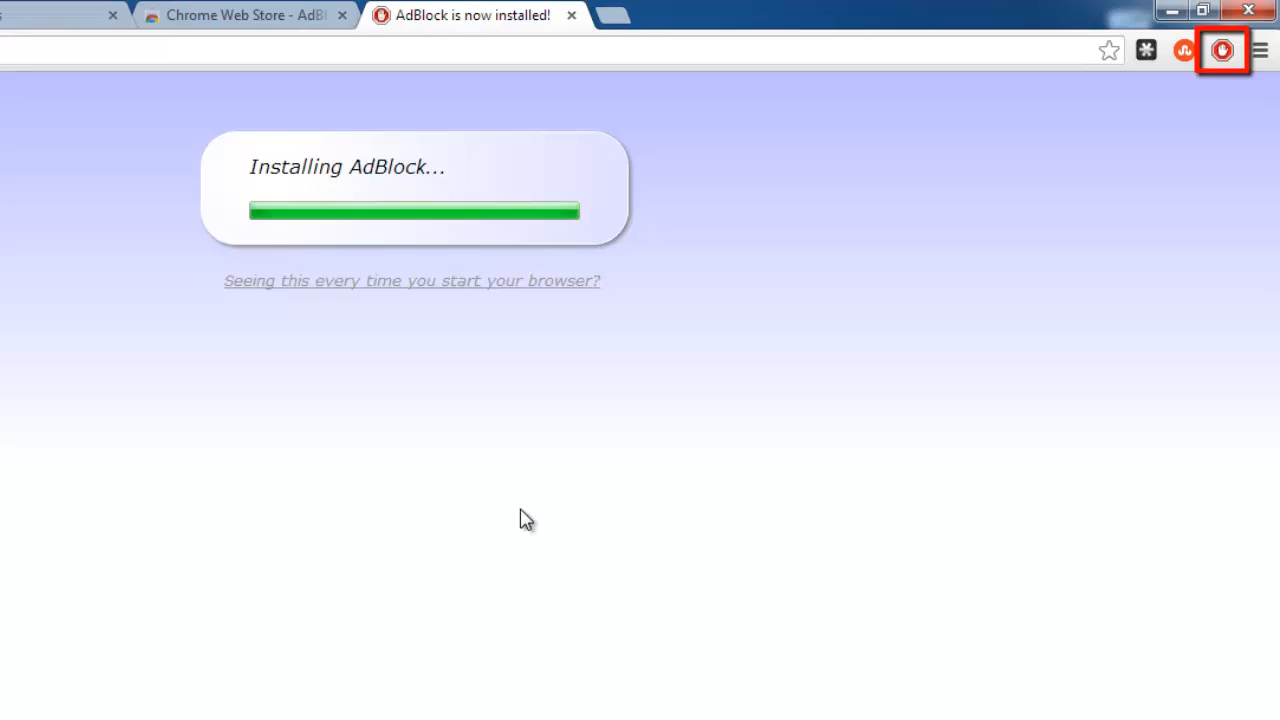 s
Chrome Web Store - AdBl
AdBlock is now installed!
Installing AdBlock...
Seeing this every time you start your browser?